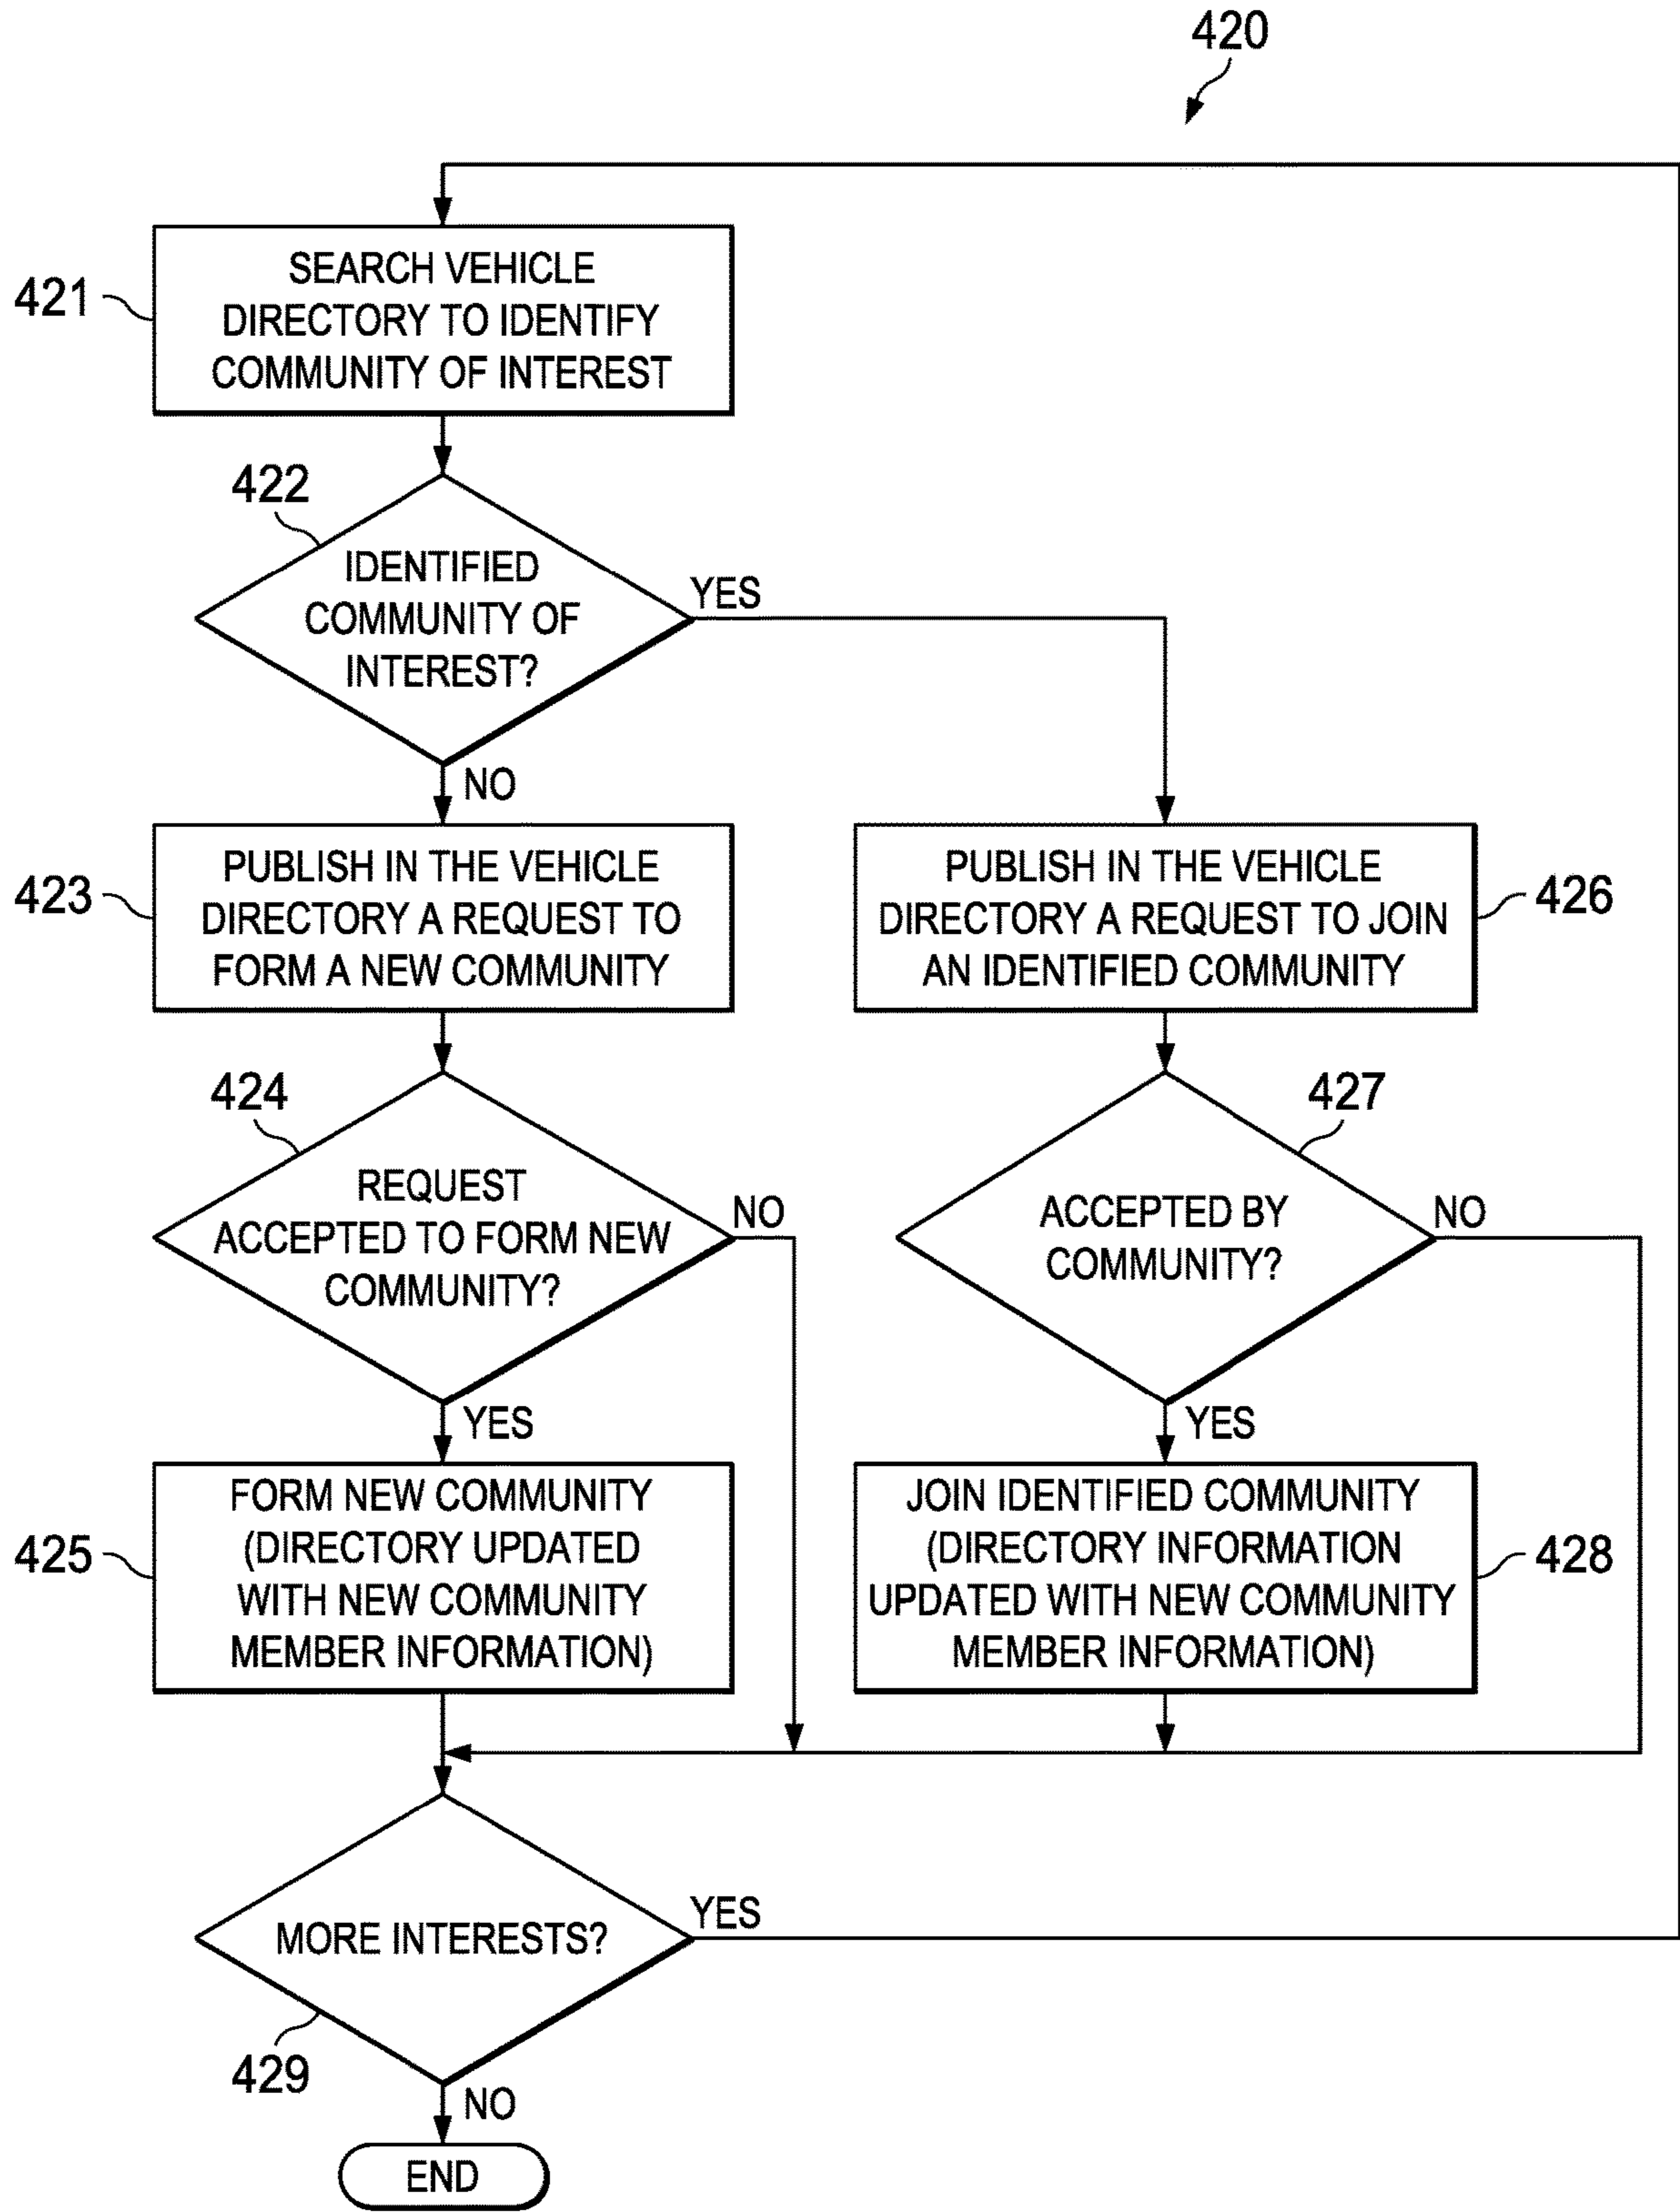 420
421
SEARCH VEHICLE
DIRECTORY TO IDENTIFY
COMMUNITY OF INTEREST
422
IDENTIFIED
COMMUNITY OF
INTEREST?
YES
NO
423
PUBLISH IN THE VEHICLE
DIRECTORY A REQUEST TO
FORM A NEW COMMUNITY
PUBLISH IN THE VEHICLE
DIRECTORY A REQUEST TO JOIN
AN IDENTIFIED COMMUNITY
426
424
REQUEST
ACCEPTED TO FORM NEW
COMMUNITY?
NO
YES
427
ACCEPTED BY
COMMUNITY?
NO
YES
425
FORM NEW COMMUNITY
(DIRECTORY UPDATED
WITH NEW COMMUNITY
MEMBER INFORMATION)
JOIN IDENTIFIED COMMUNITY
(DIRECTORY INFORMATION
UPDATED WITH NEW COMMUNITY
MEMBER INFORMATION)
428
MORE INTERESTS?
YES
429
NO
END